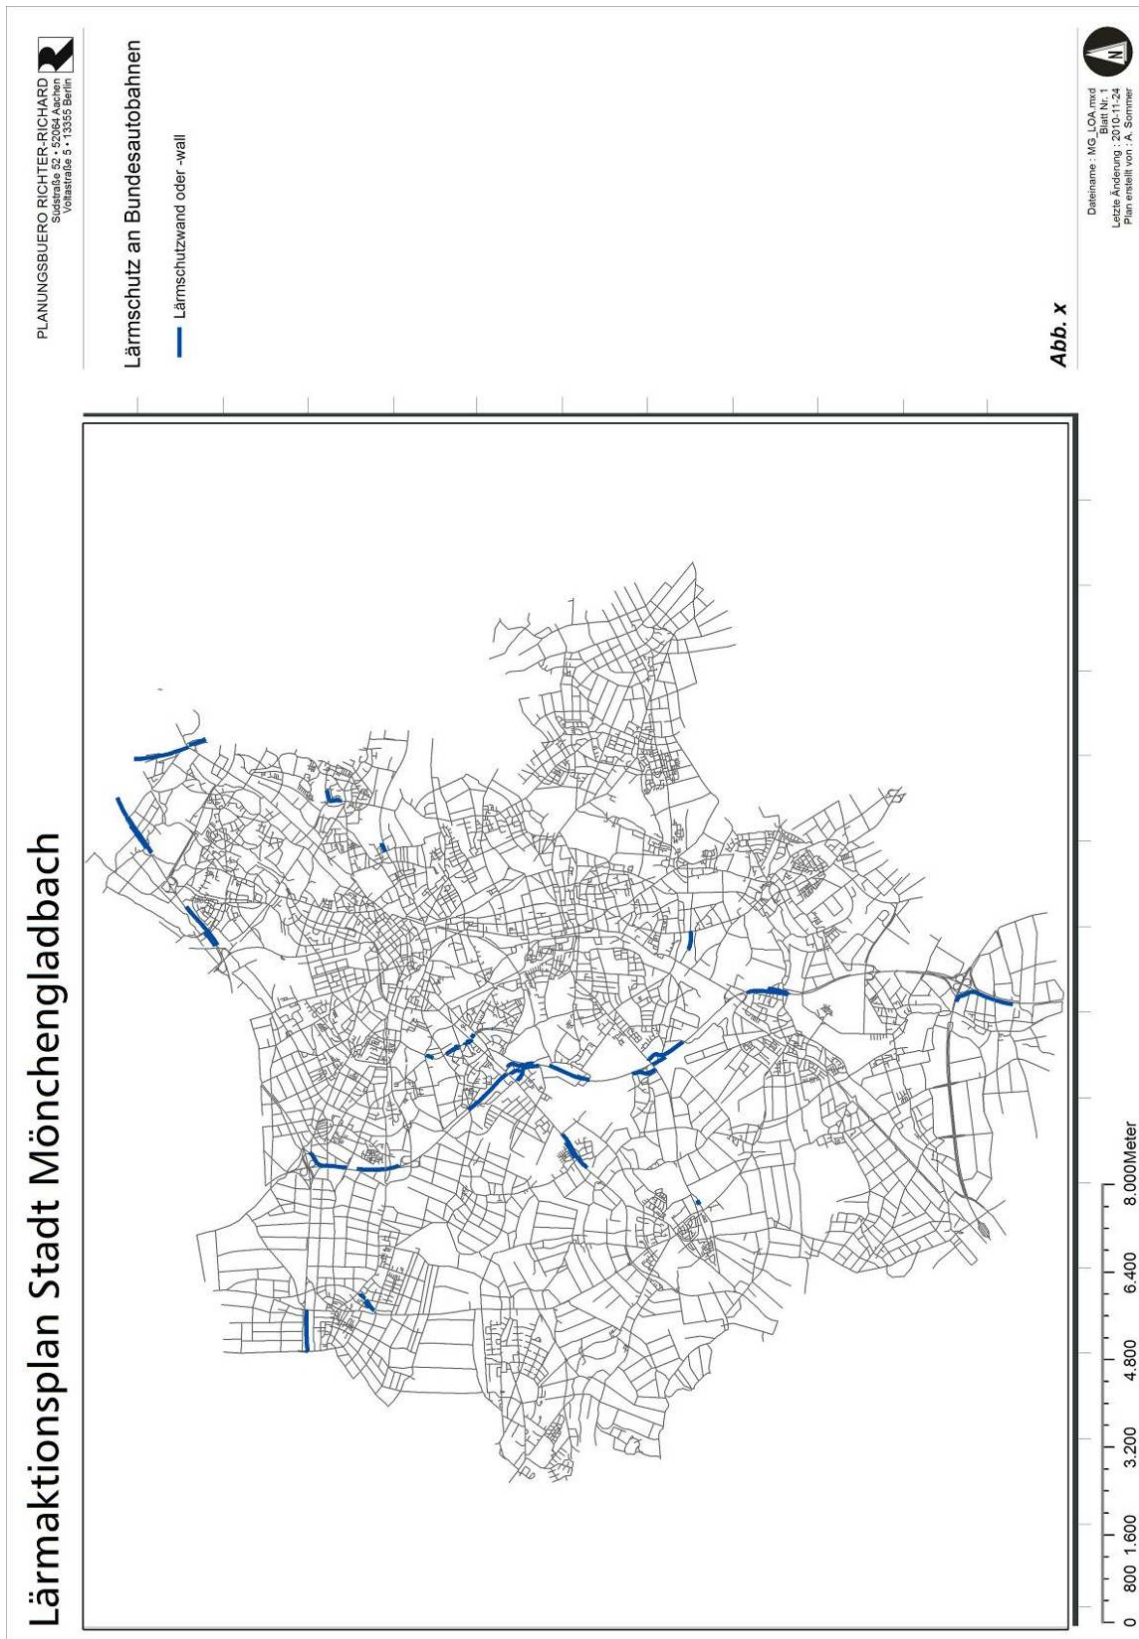 Lärmaktionsplan Stadt Mönchengladbach
PLANUNGSBUERO RICHTER-RICHARD
Südstraße 52 • 52064 Aachen
Voltastraße 5 • 13355 Berlin
R
Lärmschutz an Bundesautobahnen
Lärmschutzwand oder -wall
Abb. x
N
Dateiname : MG_LOA.mxd
Blatt Nr. 1
Letzte Änderung : 2010-11-24
Plan erstellt von : A. Sommer
0 800 1.600 3.200 4.800 6.400 8.000Meter